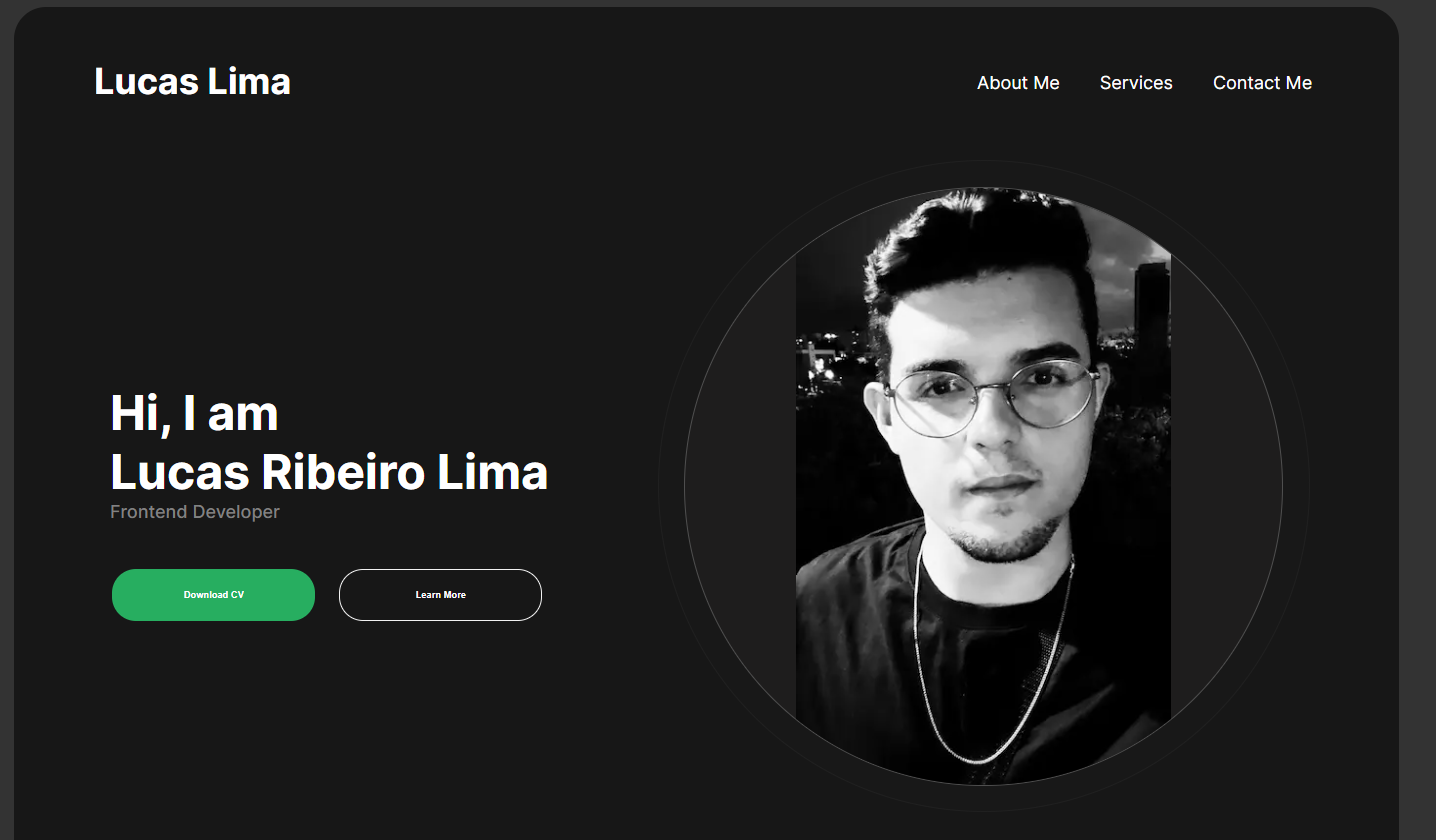 Lucas Lima
About Me
Services
Contact Me
Hi, I am
Lucas Ribeiro Lima
Frontend Developer
Download CV
Learn More